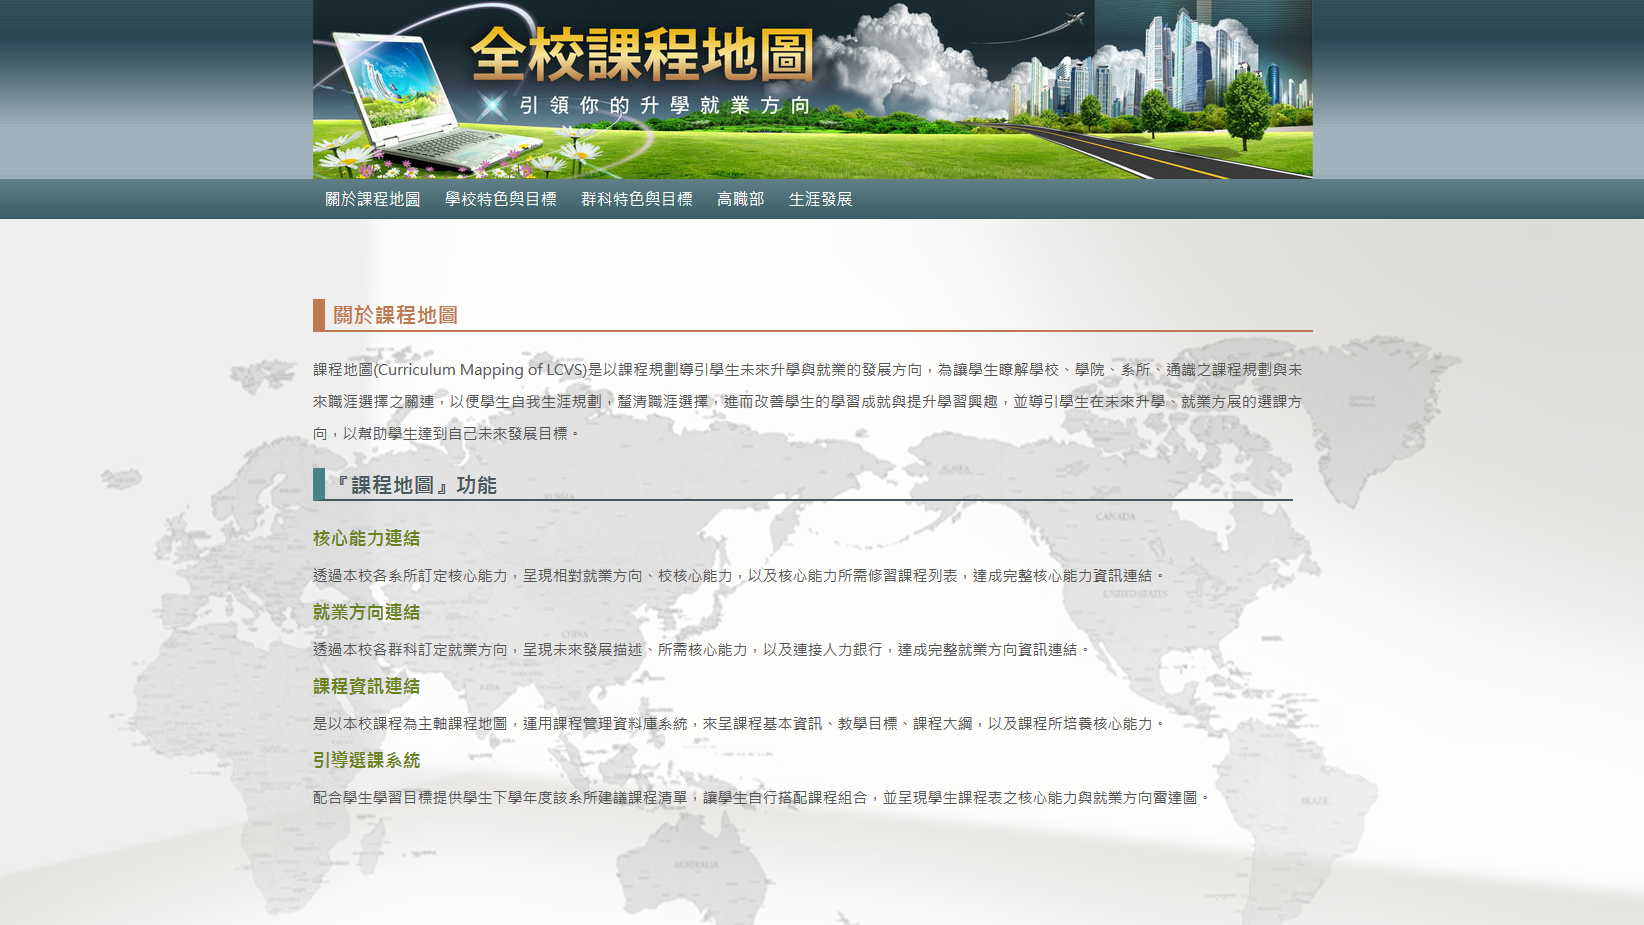 全校課程地圖
引領你的升學就業方向
關於課程地圖 學校特色與目標 群科特色與目標 高職部 生涯發展
關於課程地圖
課程地圖(Curriculum Mapping of LCVS)是以課程規劃導引學生未來升學與就業的發展方向，為讓學生瞭解學校、學院、系所、通識之課程規劃與未
來職涯選擇之關連，以便學生自我生涯規劃，釐清職涯選擇，進而改善學生的學習成就與提升學習興趣，並導引學生在未來升學、就業方展的選課方
向，以幫助學生達到自己未來發展目標。
『課程地圖』功能
核心能力連結
透過本校各系所訂定核心能力，呈現相對就業方向、校核心能力，以及核心能力所需修習課程列表，達成完整核心能力資訊連結。
就業方向連結
透過本校各群科訂定就業方向，呈現未來發展描述、所需核心能力，以及連接人力銀行，達成完整就業方向資訊連結。
課程資訊連結
是以本校課程為主軸課程地圖，運用課程管理資料庫系統，來呈課程基本資訊、教學目標、課程大綱，以及課程所培養核心能力。
引導選課系統
配合學生學習目標提供學生下學年度該系所建議課程清單，讓學生自行搭配課程組合，並呈現學生課程表之核心能力與就業方向雷達圖。
RUSSIA
CANADA
UNITED STATES
CHINA
INDIA
BRAZIL
AUSTRALIA